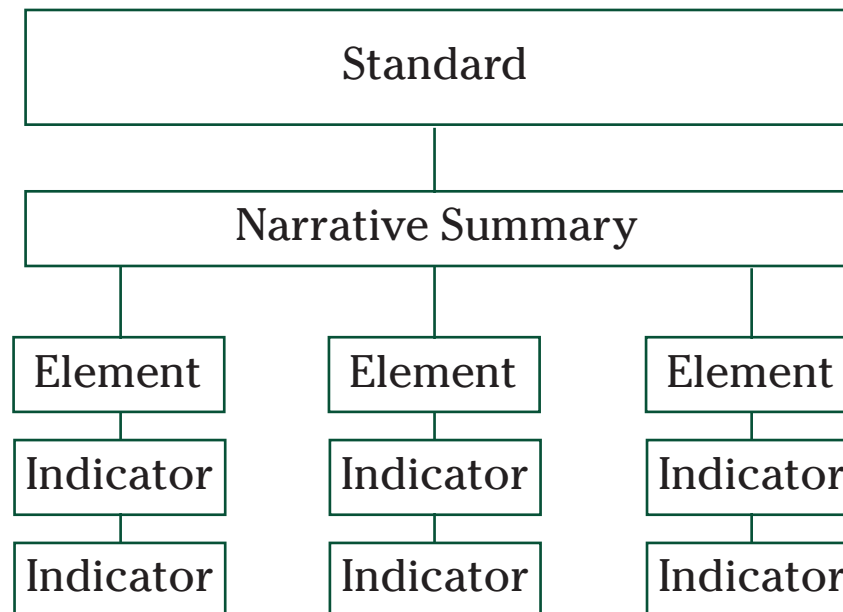 Standard
Narrative Summary
Element Element Element
Indicator Indicator Indicator
Indicator Indicator Indicator